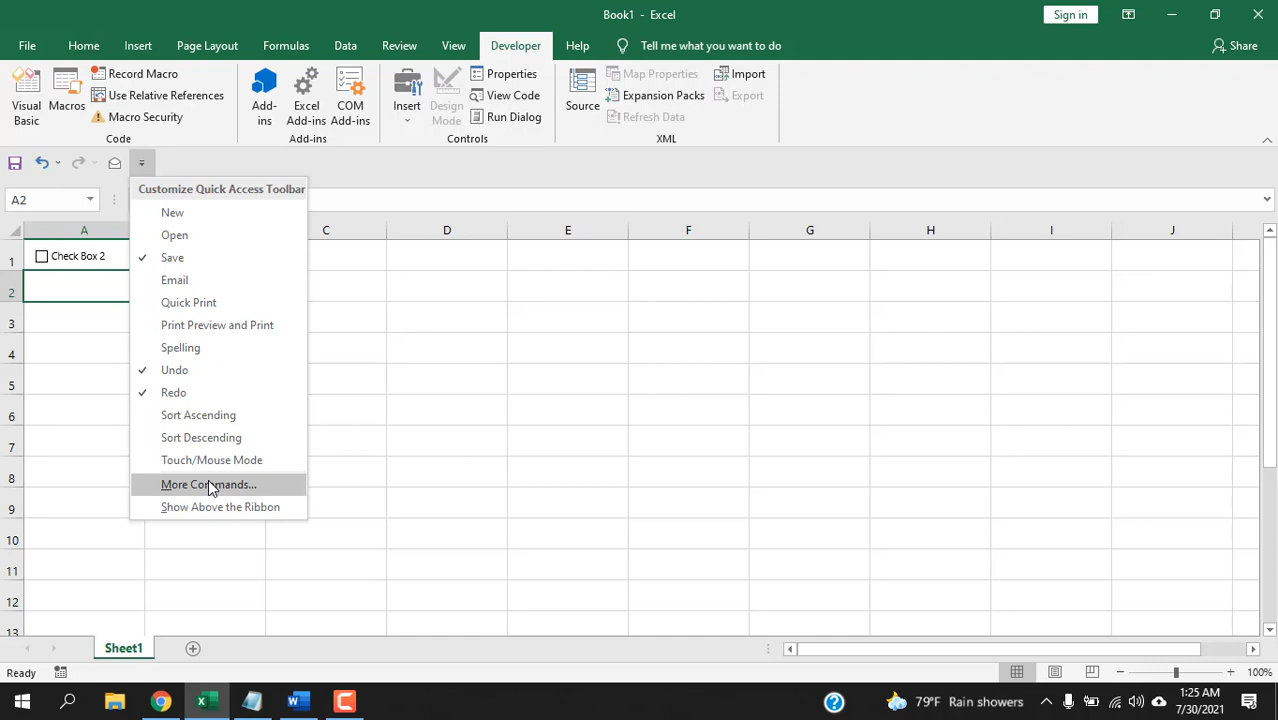 Book1 - Excel
Sign in
File Home Insert Page Layout Formulas Data Review View Developer Help Tell me what you want to do Share
Visual Basic
Macros
Record Macro
Use Relative References
Macro Security
Code
Add-ins
Excel Add-ins
COM Add-ins
Add-ins
Insert
Design Mode
Properties
View Code
Run Dialog
Controls
Source
Map Properties
Expansion Packs
Refresh Data
Import
Export
XML
A2
Customize Quick Access Toolbar
New
Open
Save
Email
Quick Print
Print Preview and Print
Spelling
Undo
Redo
Sort Ascending
Sort Descending
Touch/Mouse Mode
More Commands...
Show Above the Ribbon
A C D E F G H I J
1 Check Box 2
2
3
4
5
6
7
8
9
10
11
12
13
Sheet1
Ready
100%
79°F Rain showers
1:25 AM
7/30/2021